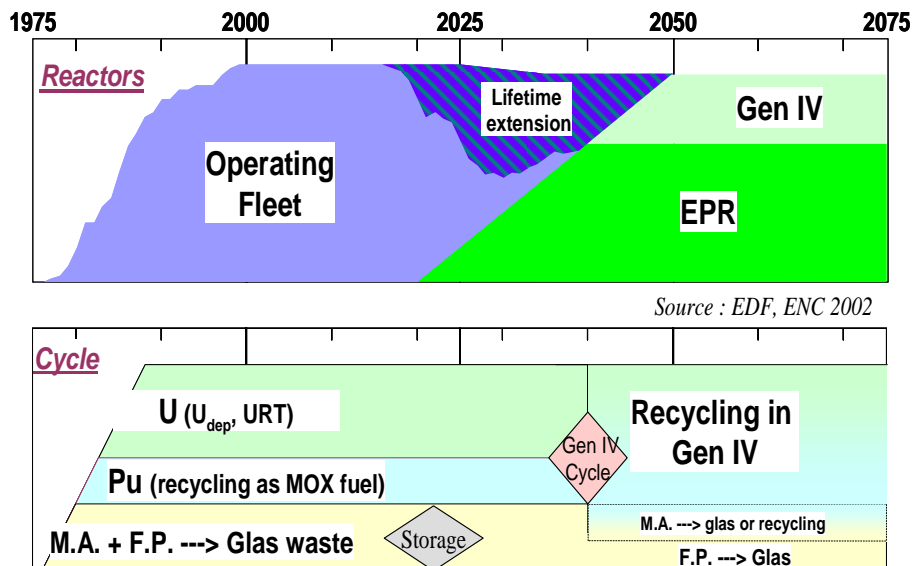 1975 2000 2025 2050 2075
Reactors
Lifetime
extension
Gen IV
Operating
Fleet
EPR
Source : EDF, ENC 2002
Cycle
U (Udep, URT)
Recycling in
Gen IV
Gen IV
Cycle
Pu (recycling as MOX fuel)
M.A. ---> glass or recycling
M.A. + F.P. ---> Glas waste
Storage
F.P. ---> Glas